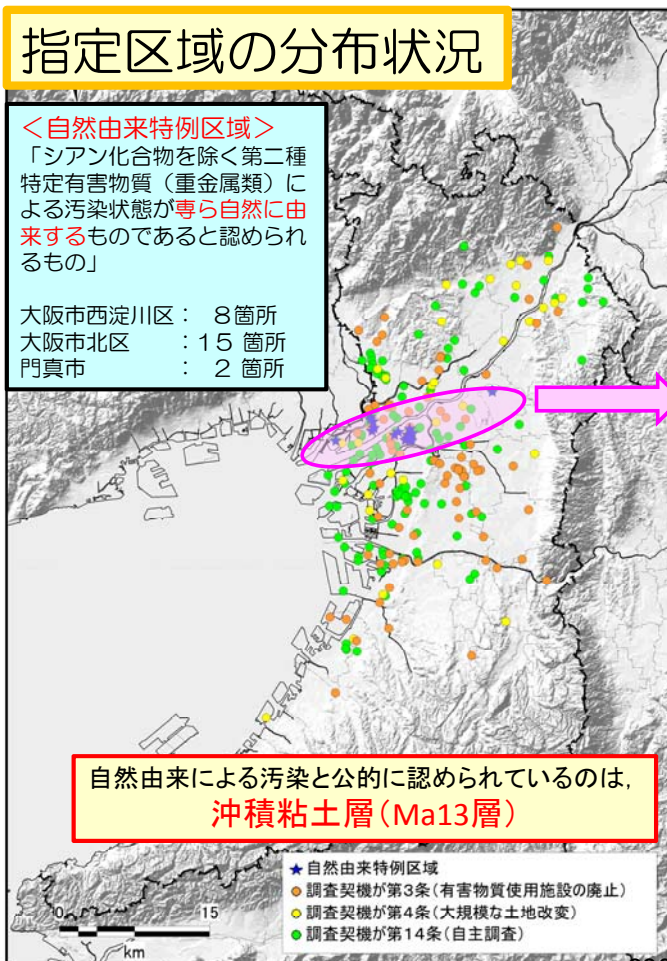 指定区域の分布状況
<自然由来特例区域>
「シアン化合物を除く第二種
特定有害物質(重金属類)に
よる汚染状態が専ら自然に由
来するものであると認められ
るもの」
大阪市西淀川区: 8箇所
大阪市北区 :15 箇所
門真市 : 2 箇所
自然由来による汚染と公的に認められているのは,
沖積粘土層(Ma13層)
★自然由来特例区域
●調査契機が第3条(有害物質使用施設の廃止)
●調査契機が第4条(大規模な土地改変)
●調査契機が第14条(自主調査)
0 15
km